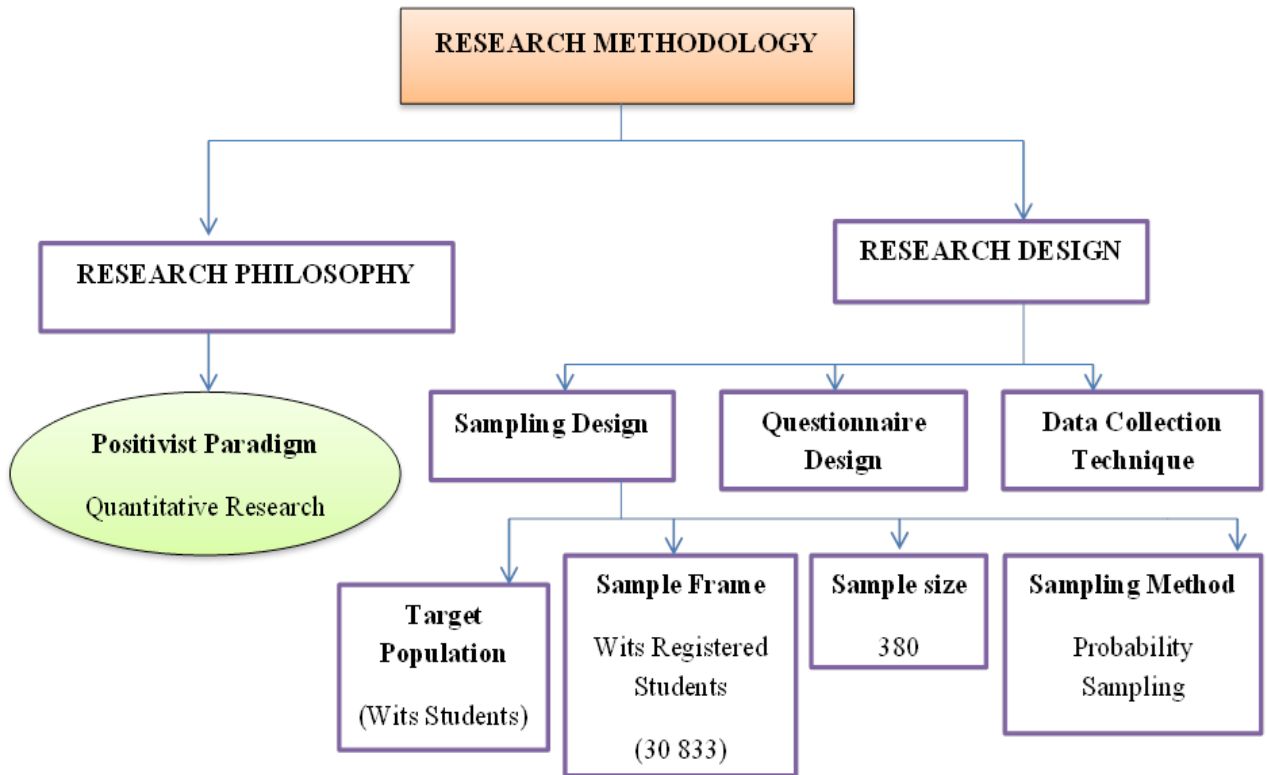 RESEARCH METHODOLOGY
RESEARCH PHILOSOPHY
RESEARCH DESIGN
Positivist Paradigm
Quantitative Research
Sampling Design
Questionnaire
Design
Data Collection
Technique
Target
Population
(Wits Students)
Sample Frame
Wits Registered
Students
(30 833)
Sample size
380
Sampling Method
Probability
Sampling